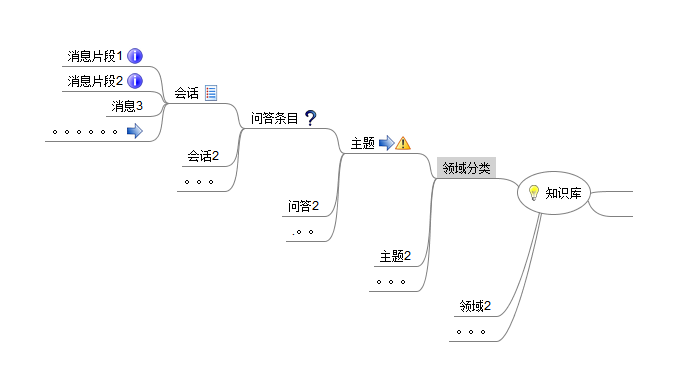 消息片段1
消息片段2
会话
消息3
问答条目
。。。。。。
主题
会话2
领域分类
。。。
知识库
问答2
.。。
主题2
。。。
领域2
。。。